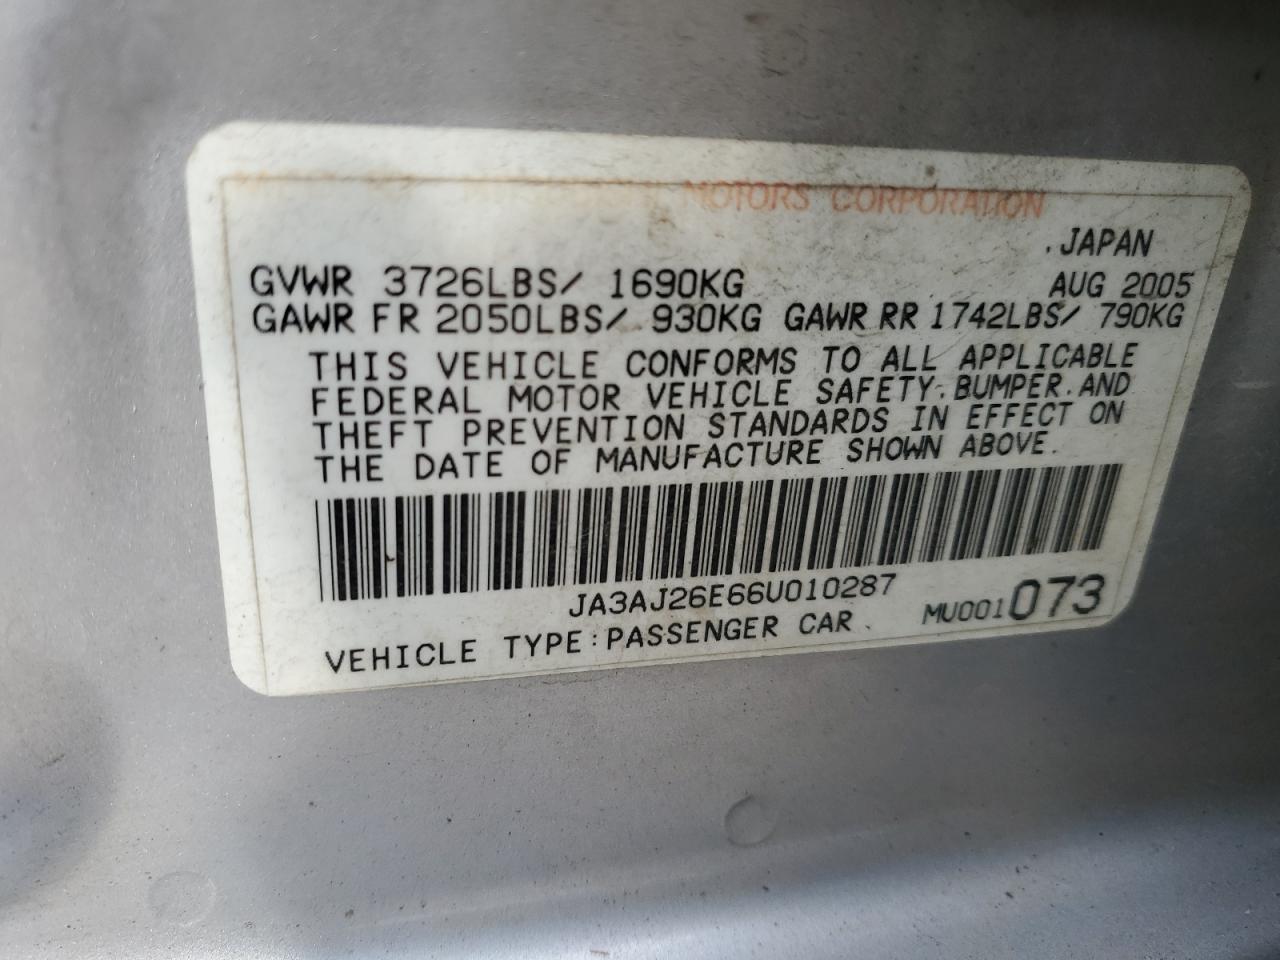 MITSUBISHI MOTORS CORPORATION
JAPAN
GVWR 3726LBS/ 1690KG AUG 2005
GAWR FR 2050LBS/ 930KG GAWR RR 1742LBS/ 790KG
THIS VEHICLE CONFORMS TO ALL APPLICABLE
FEDERAL MOTOR VEHICLE SAFETY, BUMPER, AND
THEFT PREVENTION STANDARDS IN EFFECT ON
THE DATE OF MANUFACTURE SHOWN ABOVE.
JA3AJ26E66U010287
MU001073
VEHICLE TYPE:PASSENGER CAR